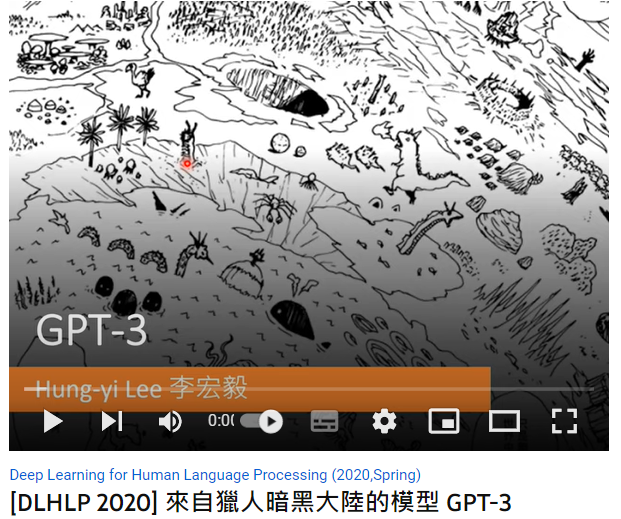 GPT-3
Hung-yi Lee 李宏毅
0:00
Deep Learning for Human Language Processing (2020,Spring)
[DLHLP 2020] 來自獵人暗黑大陸的模型 GPT-3